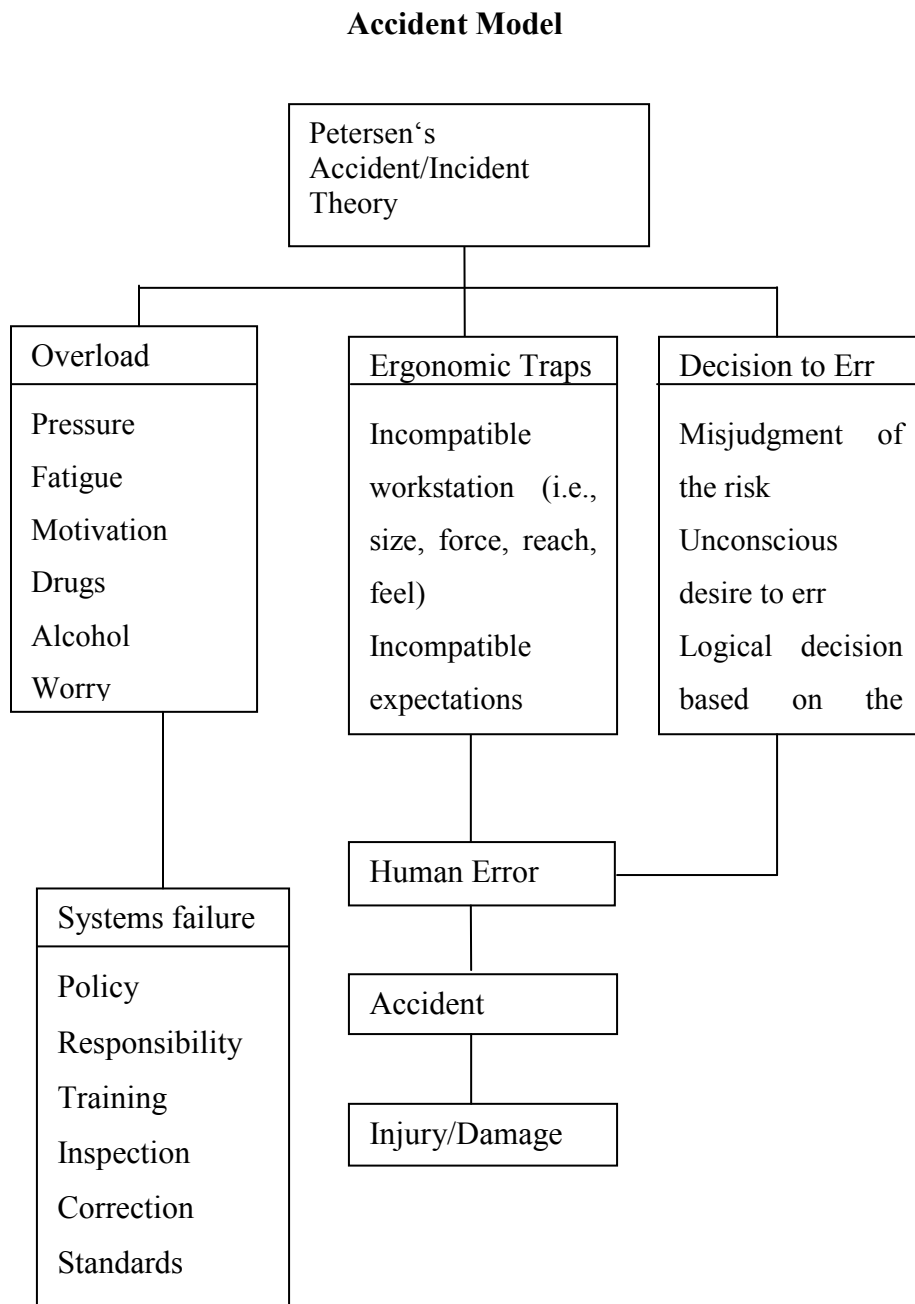 Accident Model
Petersen‘s
Accident/Incident
Theory
Overload
Pressure
Fatigue
Motivation
Drugs
Alcohol
Worry
Ergonomic Traps
Incompatible
workstation (i.e.,
size, force, reach,
feel)
Incompatible
expectations
Decision to Err
Misjudgment of
the risk
Unconscious
desire to err
Logical decision
based on the
Human Error
Systems failure
Policy
Responsibility
Training
Inspection
Correction
Standards
Accident
Injury/Damage